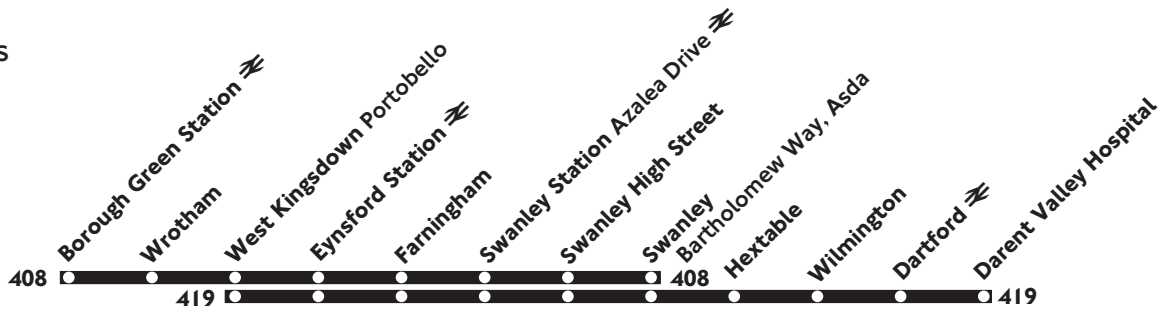 s
Borough Green Station
Wrotham
West Kingsdown Portobello
Eynsford Station
Farningham
Swanley Station Azalea Drive
Swanley High Street
Swanley
Bartholomew Way, Asda
Hextable
Wilmington
Dartford
Darent Valley Hospital
408
408
419
419